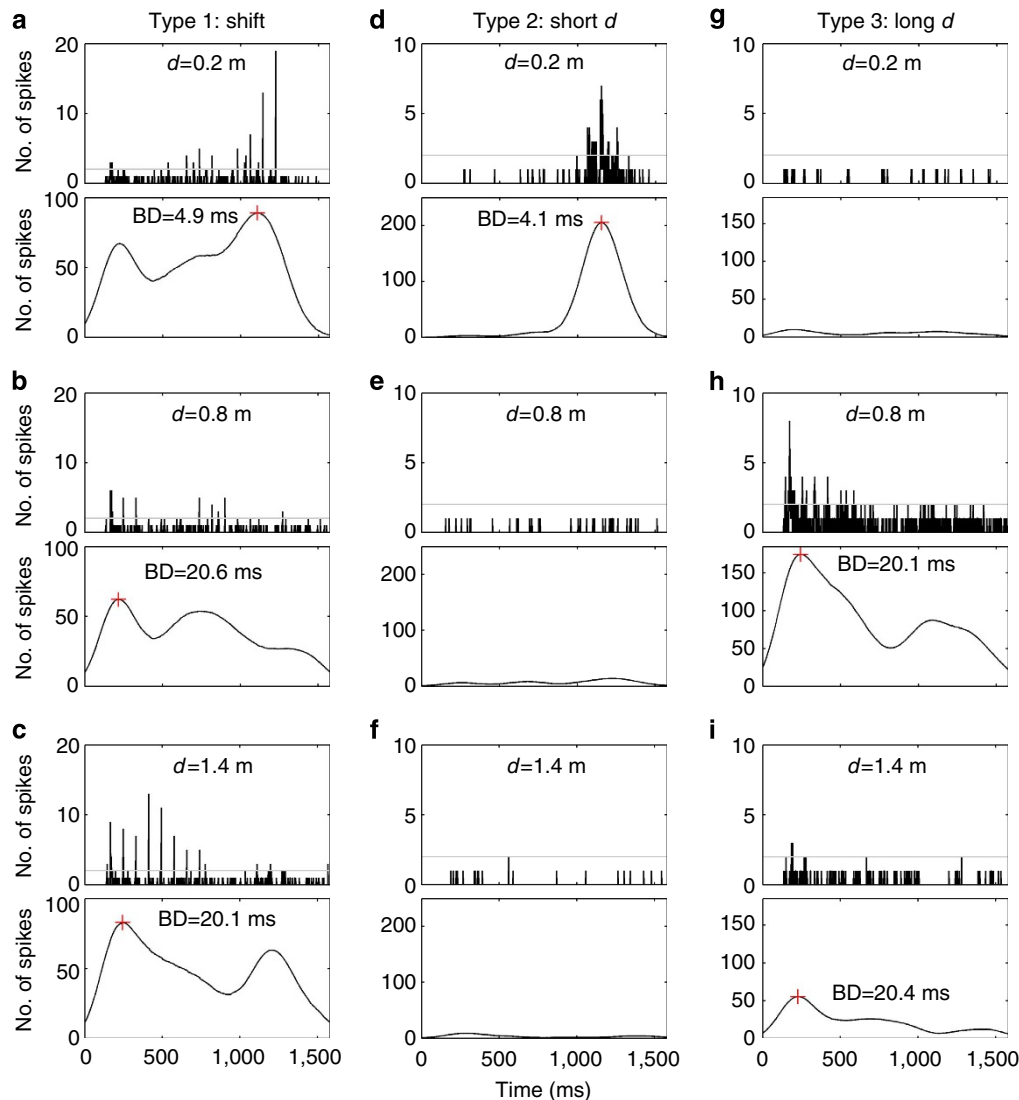 a Type 1: shift
d Type 2: short d
g Type 3: long d
No. of spikes
20
10
0
d=0.2 m
10
5
0
d=0.2 m
10
5
0
d=0.2 m
No. of spikes
100
50
0
BD=4.9 ms
200
100
0
BD=4.1 ms
150
100
50
0
b
No. of spikes
20
10
0
d=0.8 m
e
10
5
0
d=0.8 m
h
10
5
0
d=0.8 m
No. of spikes
100
50
0
BD=20.6 ms
200
100
0
150
100
50
0
BD=20.1 ms
c
No. of spikes
20
10
0
d=1.4 m
f
10
5
0
d=1.4 m
i
10
5
0
d=1.4 m
No. of spikes
100
50
0
BD=20.1 ms
200
100
0
150
100
50
0
BD=20.4 ms
0 500 1,000 1,500
0 500 1,000 1,500
0 500 1,000 1,500
Time (ms)